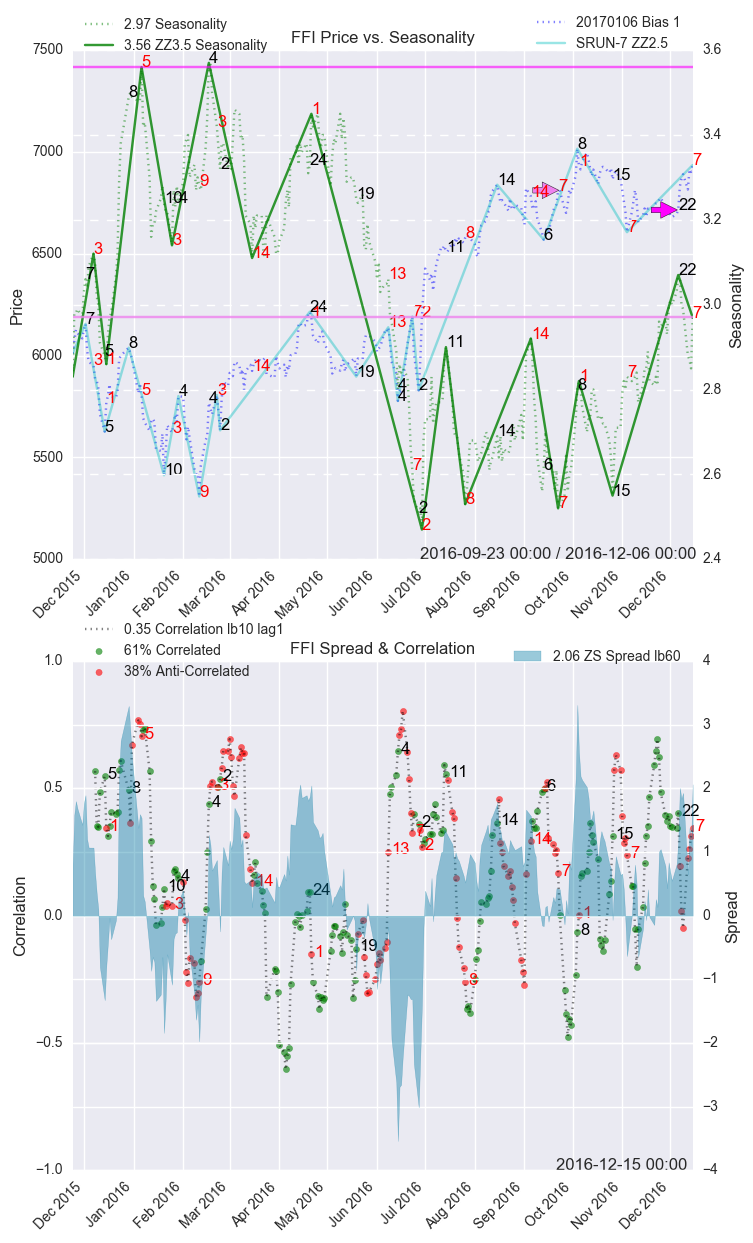 2.97 Seasonality
3.56 ZZ3.5 Seasonality
FFI Price vs. Seasonality
20170106 Bias 1
SRUN-7 ZZ2.5
7500
7000
6500
6000
5500
5000
Price
3.6
3.4
3.2
3.0
2.8
2.6
2.4
Seasonality
2016-09-23 00:00 / 2016-12-06 00:00
Dec 2015
Jan 2016
Feb 2016
Mar 2016
Apr 2016
May 2016
Jun 2016
Jul 2016
Aug 2016
Sep 2016
Oct 2016
Nov 2016
Dec 2016
0.35 Correlation lb10 lag1
61% Correlated
38% Anti-Correlated
FFI Spread & Correlation
2.06 ZS Spread lb60
1.0
0.5
0.0
−0.5
−1.0
Correlation
4
3
2
1
0
−1
−2
−3
−4
Spread
2016-12-15 00:00
Dec 2015
Jan 2016
Feb 2016
Mar 2016
Apr 2016
May 2016
Jun 2016
Jul 2016
Aug 2016
Sep 2016
Oct 2016
Nov 2016
Dec 2016